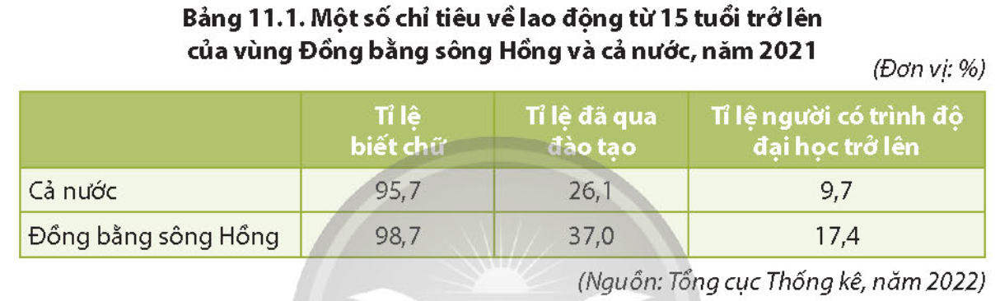 Bảng 11.1. Một số chỉ tiêu về lao động từ 15 tuổi trở lên
của vùng Đồng bằng sông Hồng và cả nước, năm 2021
(Đơn vị: %)
Tỉ lệ biết chữ Tỉ lệ đã qua đào tạo Tỉ lệ người có trình độ đại học trở lên
Cả nước 95,7 26,1 9,7
Đồng bằng sông Hồng 98,7 37,0 17,4
(Nguồn: Tổng cục Thống kê, năm 2022)